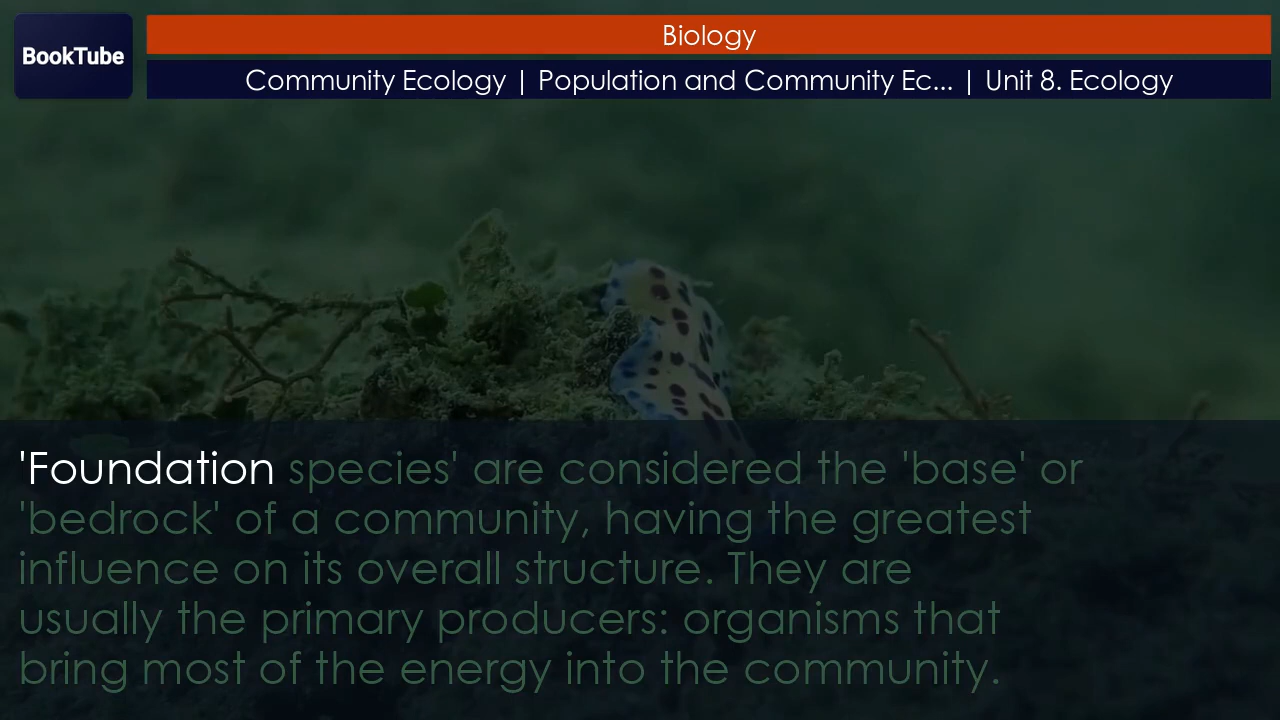 BookTube
Biology
Community Ecology | Population and Community Ec... | Unit 8. Ecology
'Foundation species' are considered the 'base' or
'bedrock' of a community, having the greatest
influence on its overall structure. They are
usually the primary producers: organisms that
bring most of the energy into the community.